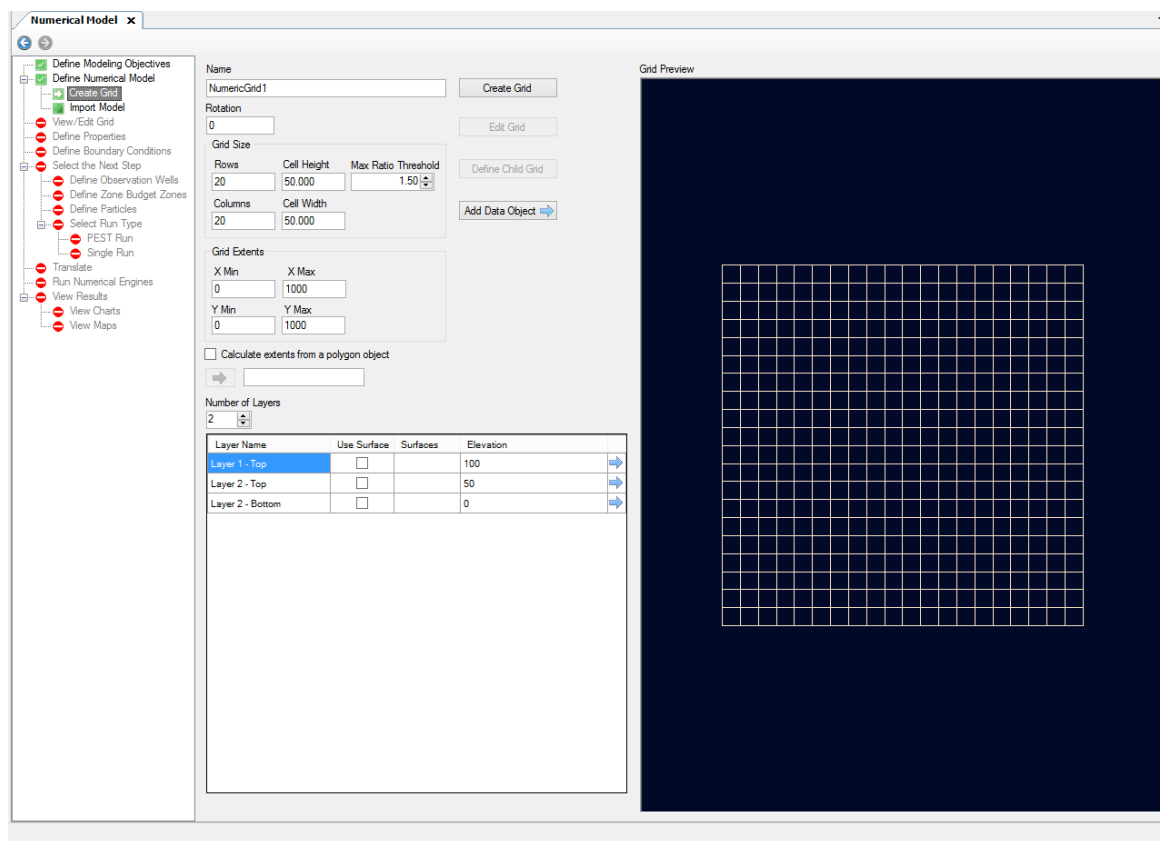 Numerical Model x
Define Modeling Objectives
Define Numerical Model
Create Grid
Import Model
View/Edit Grid
Define Properties
Define Boundary Conditions
Select the Next Step
Define Observation Wells
Define Zone Budget Zones
Define Particles
Select Run Type
PEST Run
Single Run
Translate
Run Numerical Engines
View Results
View Charts
View Maps
Name
NumericGrid1
Create Grid
Rotation
0
Edit Grid
Grid Size
Rows Cell Height Max Ratio Threshold
20 50.000 1.50
Define Child Grid
Columns Cell Width
20 50.000
Add Data Object
Grid Extents
X Min X Max
0 1000
Y Min Y Max
0 1000
Calculate extents from a polygon object
Number of Layers
2
Layer Name Use Surface Surfaces Elevation
Layer 1 - Top 100
Layer 2 - Top 50
Layer 2 - Bottom 0
Grid Preview